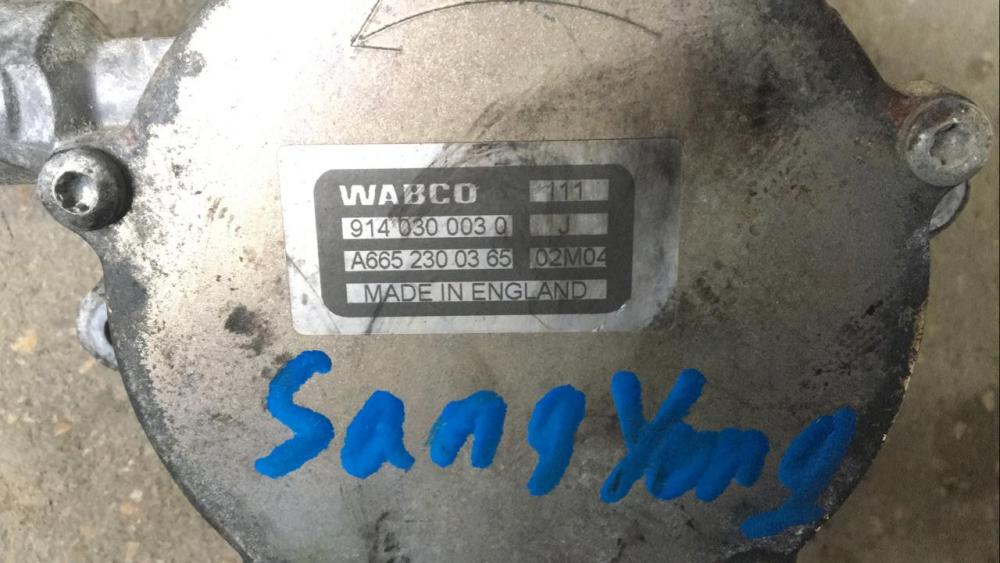 WABCO 111
914 030 003 0 J
A665 230 03 65 02M04
MADE IN ENGLAND
SangYong